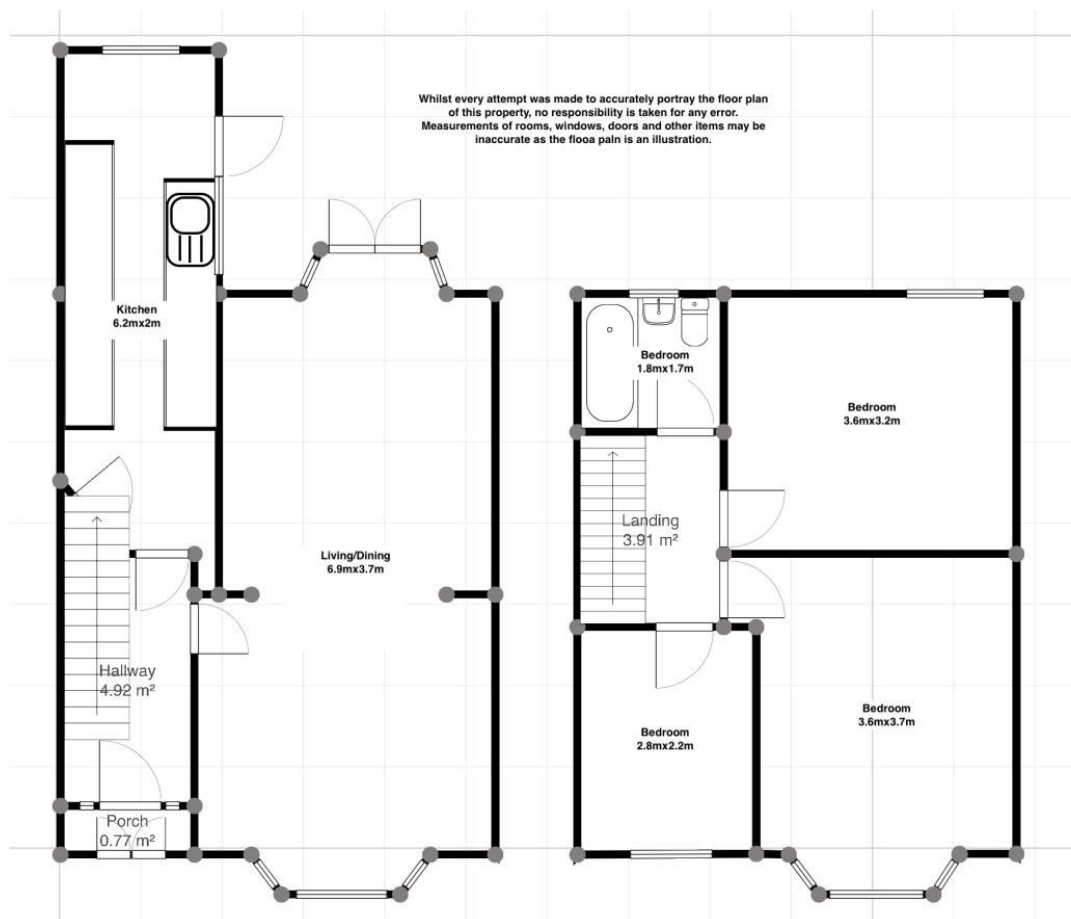 Whilst every attempt was made to accurately portray the floor plan
of this property, no responsibility is taken for any error.
Measurements of rooms, windows, doors and other items may be
inaccurate as the flooa paln is an illustration.
Kitchen
6.2mx2m
Living/Dining
6.9mx3.7m
Hallway
4.92 m²
Porch
0.77 m²
Bedroom
1.8mx1.7m
Bedroom
3.6mx3.2m
Landing
3.91 m²
Bedroom
2.8mx2.2m
Bedroom
3.6mx3.7m